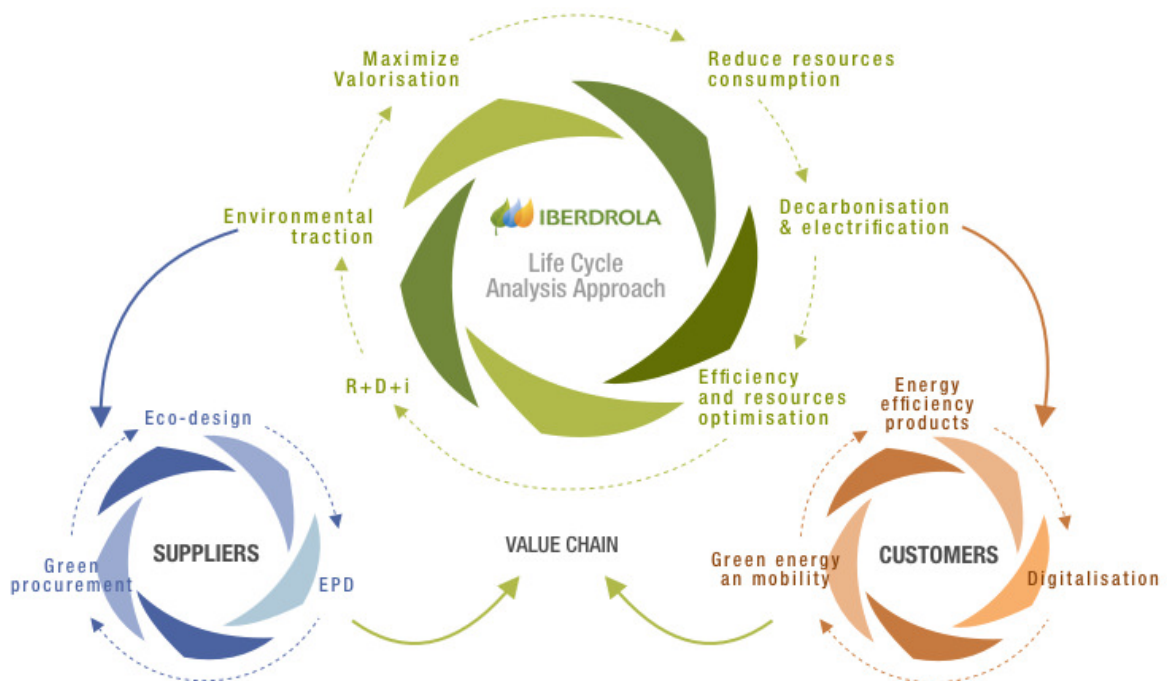 Maximize
Valorisation
Reduce resources
consumption
Environmental
traction
IBERDROLA
Life Cycle
Analysis Approach
Decarbonisation
& electrification
R+D+i
Efficiency
and resources
optimisation
Eco-design
Energy
efficiency
products
SUPPLIERS
Green
procurement
EPD
VALUE CHAIN
CUSTOMERS
Green energy
an mobility
Digitalisation